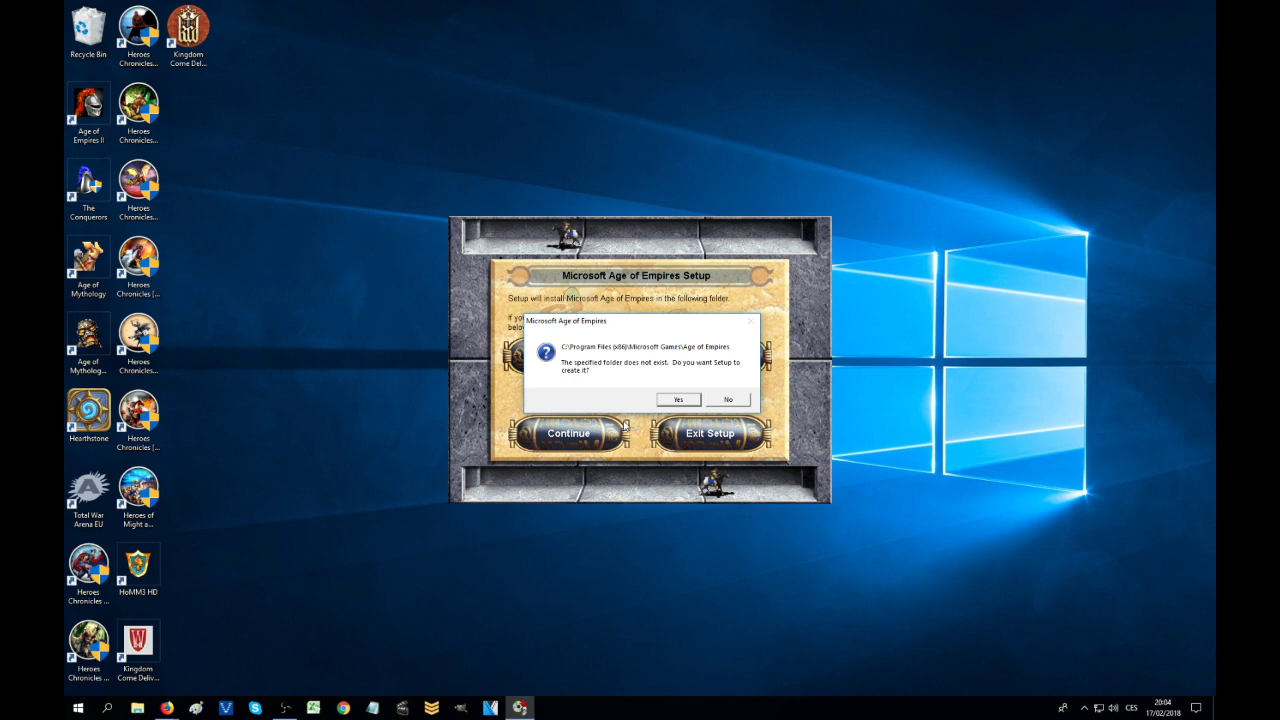 Recycle Bin
Heroes
Chronicles...
Kingdom
Come Del...
Age of
Empires II
Heroes
Chronicles...
The
Conquerors
Heroes
Chronicles...
Age of
Mythology
Heroes
Chronicles [...
Age of
Mytholog...
Heroes
Chronicles...
Hearthstone
Heroes
Chronicles [...
Total War
Arena EU
Heroes of
Might a...
Heroes
Chronicles ...
HoMM3 HD
Heroes
Chronicles ...
Kingdom
Come Deliv...
Microsoft Age of Empires Setup
Setup will install Microsoft Age of Empires in the following folder.
If yo
below
Microsoft Age of Empires
C:\Program Files (x86)\Microsoft Games\Age of Empires
The specified folder does not exist. Do you want Setup to
create it?
Yes
No
Continue
Exit Setup
CES
20:04
17/02/2018